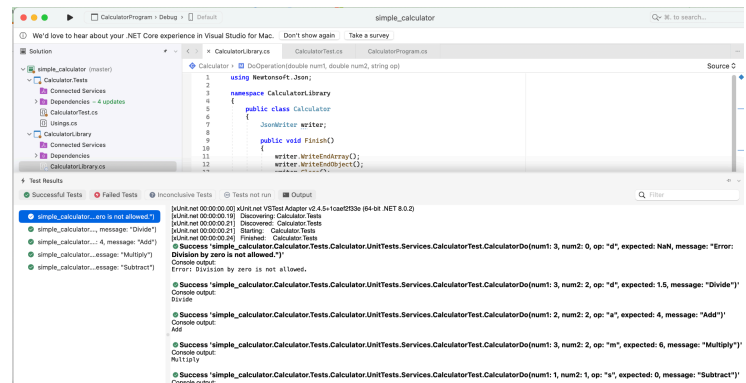 CalculatorProgram › Debug › Default
simple_calculator
⌘. to search...
We'd love to hear about your .NET Core experience in Visual Studio for Mac. Don't show again Take a survey
Solution
CalculatorLibrary.cs CalculatorTest.cs CalculatorProgram.cs
Calculator › DoOperation(double num1, double num2, string op) Source
simple_calculator (master)
Calculator.Tests
Connected Services
Dependencies – 4 updates
CalculatorTest.cs
Usings.cs
CalculatorLibrary
Connected Services
Dependencies
CalculatorLibrary.cs
1 using Newtonsoft.Json;
2
3 namespace CalculatorLibrary
4 {
5 public class Calculator
6 {
7 JsonWriter writer;
8
9 public void Finish()
10 {
11 writer.WriteEndArray();
12 writer.WriteEndObject();
Test Results
Successful Tests Failed Tests Inconclusive Tests Tests not run Output Filter
simple_calculator....ero is not allowed.")
simple_calculator...., message: "Divide")
simple_calculator....: 4, message: "Add")
simple_calculator....essage: "Multiply")
simple_calculator....essage: "Subtract")
[xUnit.net 00:00:00.00] xUnit.net VSTest Adapter v2.4.5+1caef2f33e (64-bit .NET 8.0.2)
[xUnit.net 00:00:00.19] Discovering: Calculator.Tests
[xUnit.net 00:00:00.21] Discovered: Calculator.Tests
[xUnit.net 00:00:00.21] Starting: Calculator.Tests
[xUnit.net 00:00:00.24] Finished: Calculator.Tests
Success 'simple_calculator.Calculator.Tests.Calculator.UnitTests.Services.CalculatorTest.CalculatorDo(num1: 3, num2: 0, op: "d", expected: NaN, message: "Error:
Division by zero is not allowed.")'
Console output:
Error: Division by zero is not allowed.
Success 'simple_calculator.Calculator.Tests.Calculator.UnitTests.Services.CalculatorTest.CalculatorDo(num1: 3, num2: 2, op: "d", expected: 1.5, message: "Divide")'
Console output:
Divide
Success 'simple_calculator.Calculator.Tests.Calculator.UnitTests.Services.CalculatorTest.CalculatorDo(num1: 2, num2: 2, op: "a", expected: 4, message: "Add")'
Console output:
Add
Success 'simple_calculator.Calculator.Tests.Calculator.UnitTests.Services.CalculatorTest.CalculatorDo(num1: 3, num2: 2, op: "m", expected: 6, message: "Multiply")'
Console output:
Multiply
Success 'simple_calculator.Calculator.Tests.Calculator.UnitTests.Services.CalculatorTest.CalculatorDo(num1: 1, num2: 1, op: "s", expected: 0, message: "Subtract")'
Console output: